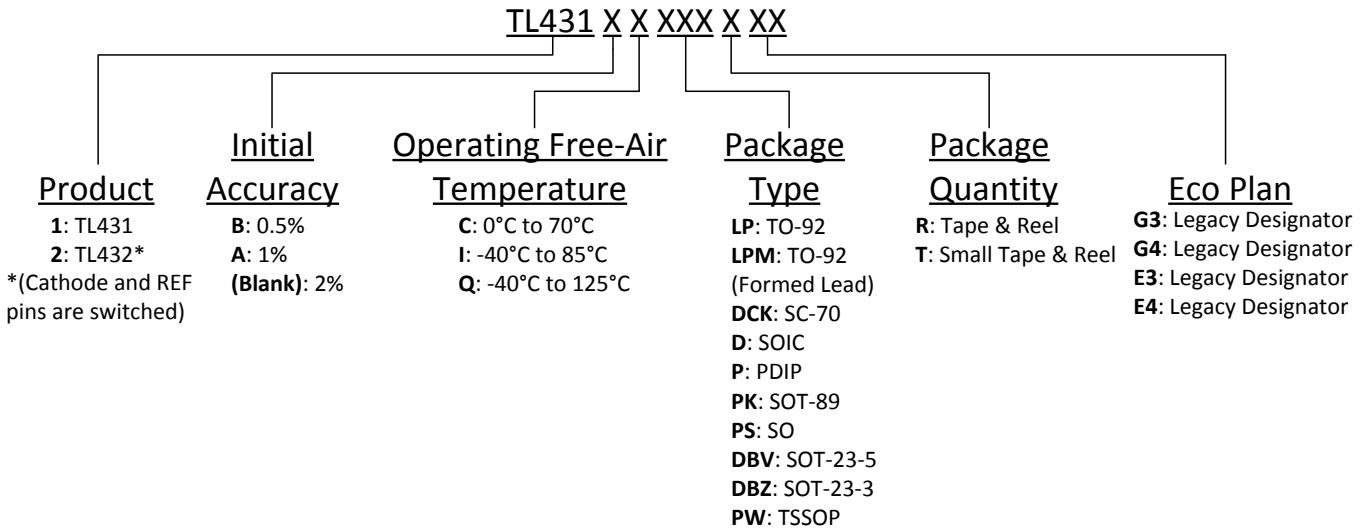 TL431 X X XXX X XX
Product
1: TL431
2: TL432*
*(Cathode and REF
pins are switched)
Initial
Accuracy
B: 0.5%
A: 1%
(Blank): 2%
Operating Free-Air
Temperature
C: 0°C to 70°C
I: -40°C to 85°C
Q: -40°C to 125°C
Package
Type
LP: TO-92
LPM: TO-92
(Formed Lead)
DCK: SC-70
D: SOIC
P: PDIP
PK: SOT-89
PS: SO
DBV: SOT-23-5
DBZ: SOT-23-3
PW: TSSOP
Package
Quantity
R: Tape & Reel
T: Small Tape & Reel
Eco Plan
G3: Legacy Designator
G4: Legacy Designator
E3: Legacy Designator
E4: Legacy Designator